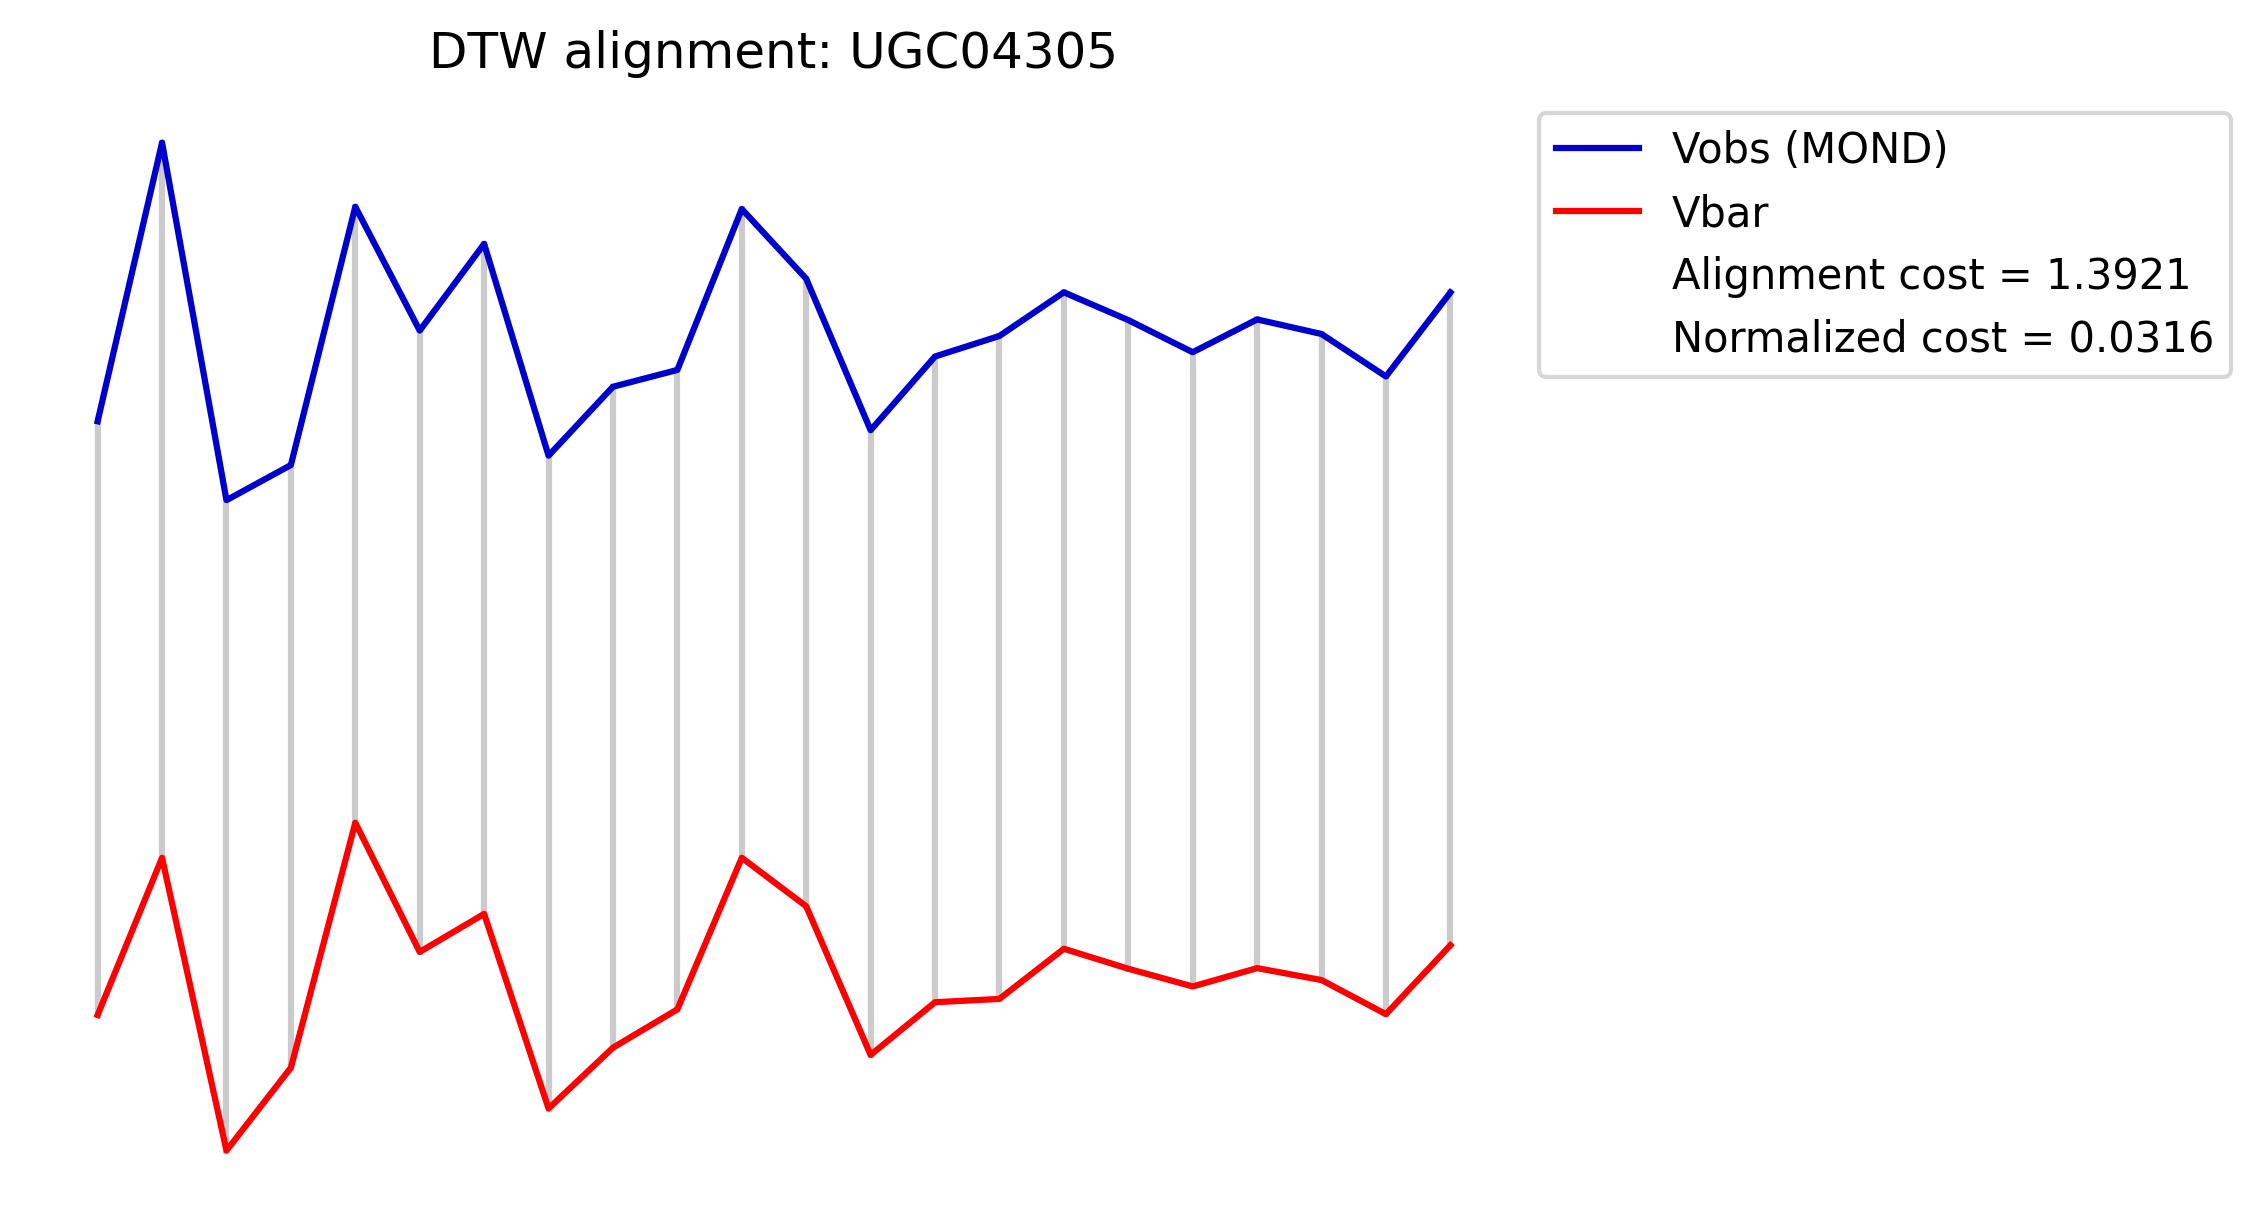 DTW alignment: UGC04305
Vobs (MOND)
Vbar
Alignment cost = 1.3921
Normalized cost = 0.0316